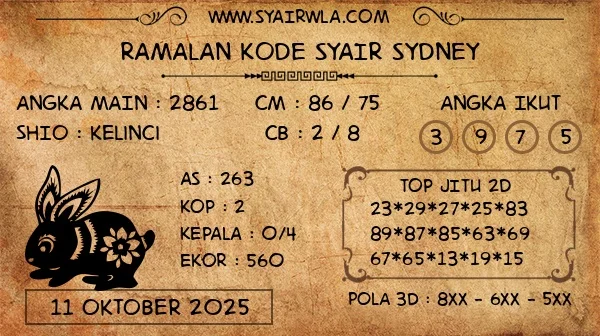 WWW.SYAIRWLA.COM
RAMALAN KODE SYAIR SYDNEY
ANGKA MAIN : 2861
CM : 86 / 75
ANGKA IKUT
SHIO : KELINCI
CB : 2 / 8
3 9 7 5
AS : 263
KOP : 2
KEPALA : 0/4
EKOR : 560
TOP JITU 2D
23*29*27*25*83
89*87*85*63*69
67*65*13*19*15
11 OKTOBER 2025
POLA 3D : 8XX - 6XX - 5XX